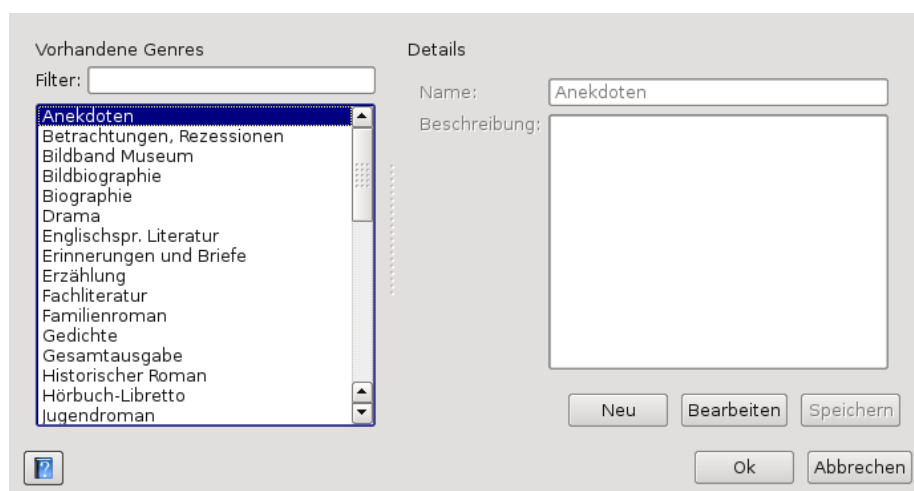 Vorhandene Genres
Filter:
Anekdoten
Betrachtungen, Rezessionen
Bildband Museum
Bildbiographie
Biographie
Drama
Englischspr. Literatur
Erinnerungen und Briefe
Erzählung
Fachliteratur
Familienroman
Gedichte
Gesamtausgabe
Historischer Roman
Hörbuch-Libretto
Jugendroman
Details
Name: Anekdoten
Beschreibung:
Neu Bearbeiten Speichern
? Ok Abbrechen